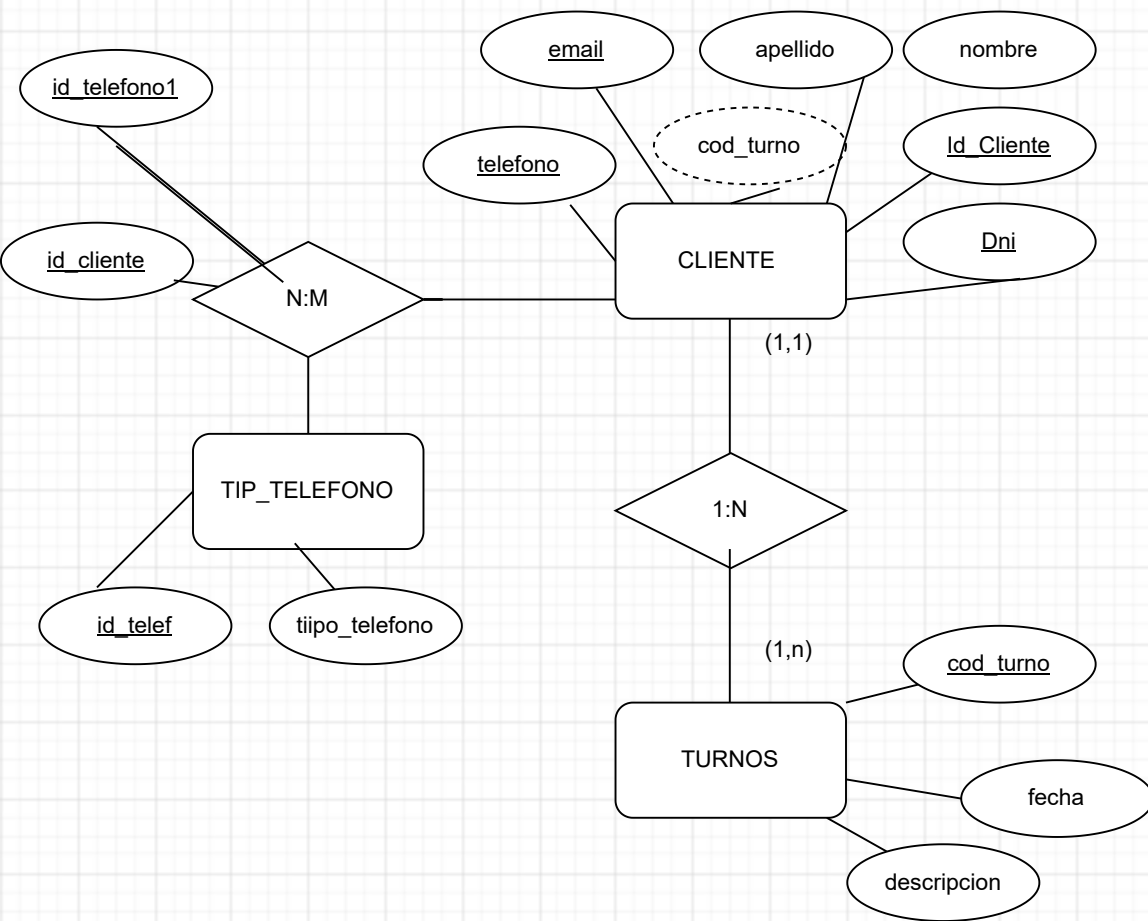 email
apellido
nombre
id_telefono1
cod_turno
Id_Cliente
telefono
Dni
id_cliente
CLIENTE
N:M
(1,1)
TIP_TELEFONO
1:N
id_telef
tiipo_telefono
(1,n)
cod_turno
TURNOS
fecha
descripcion